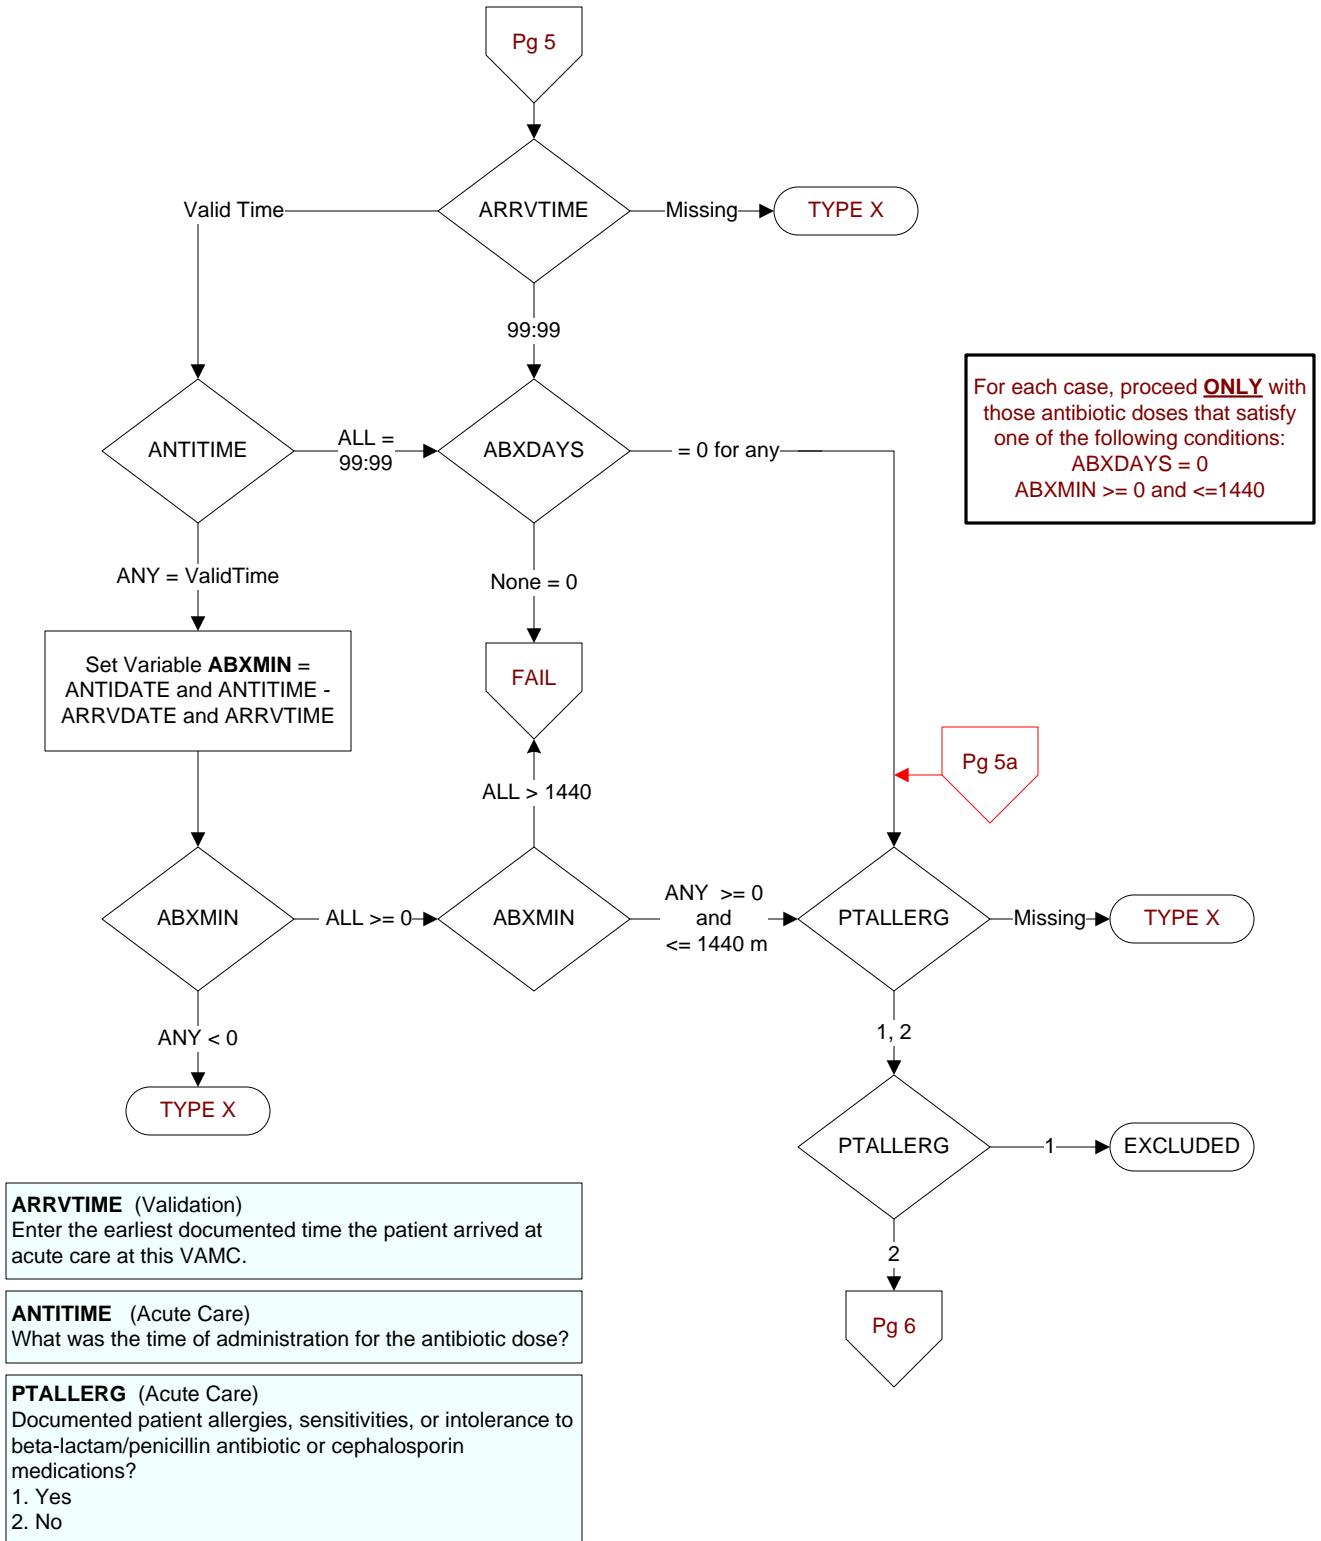 Pg 5
Valid Time
ARRVTIME
Missing
TYPE X
99:99
For each case, proceed ONLY with
those antibiotic doses that satisfy
one of the following conditions:
ABXDAYS = 0
ABXMIN >= 0 and <=1440
ANTITIME
ALL =
99:99
ABXDAYS
= 0 for any
ANY = ValidTime
None = 0
Set Variable ABXMIN =
ANTIDATE and ANTITIME -
ARRVDATE and ARRVTIME
FAIL
Pg 5a
ALL > 1440
ABXMIN
ALL >= 0
ABXMIN
ANY >= 0
and
<= 1440 m
PTALLERG
Missing
TYPE X
ANY < 0
1, 2
TYPE X
PTALLERG
1
EXCLUDED
2
Pg 6
ARRVTIME (Validation)
Enter the earliest documented time the patient arrived at
acute care at this VAMC.
ANTITIME (Acute Care)
What was the time of administration for the antibiotic dose?
PTALLERG (Acute Care)
Documented patient allergies, sensitivities, or intolerance to
beta-lactam/penicillin antibiotic or cephalosporin
medications?
1. Yes
2. No